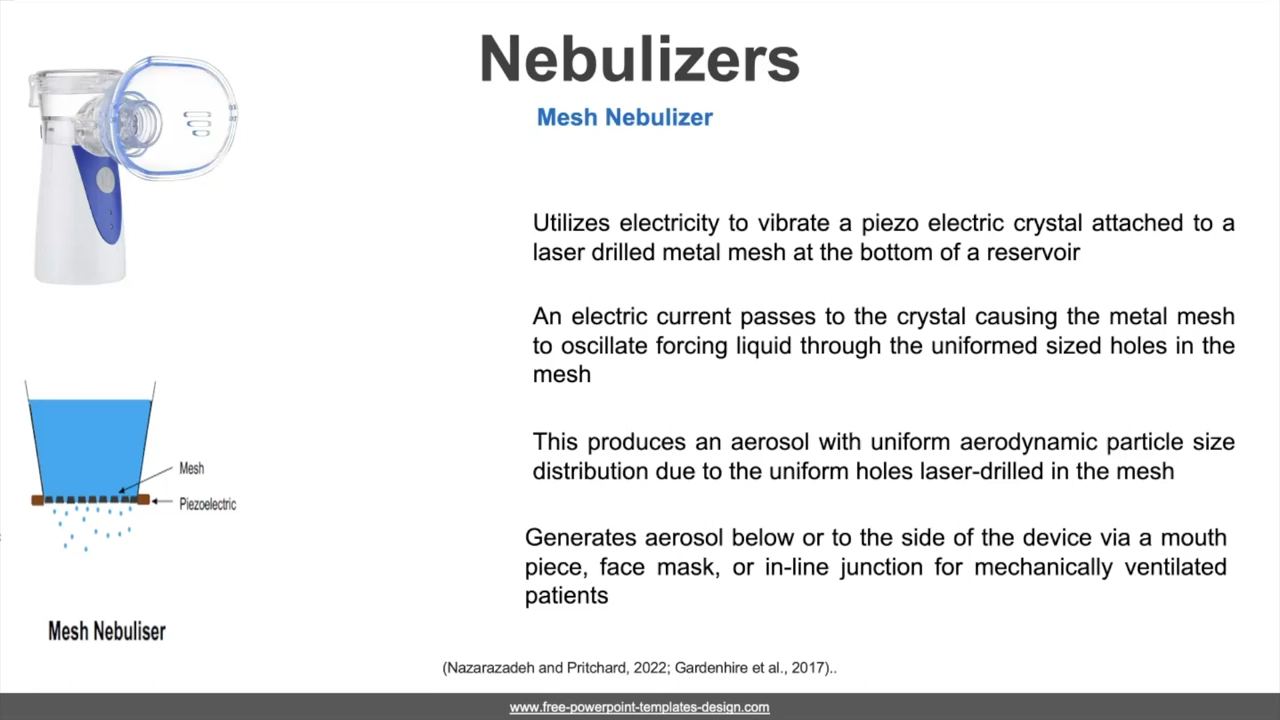 Nebulizers
Mesh Nebulizer
Utilizes electricity to vibrate a piezo electric crystal attached to a
laser drilled metal mesh at the bottom of a reservoir
An electric current passes to the crystal causing the metal mesh
to oscillate forcing liquid through the uniformed sized holes in the
mesh
This produces an aerosol with uniform aerodynamic particle size
distribution due to the uniform holes laser-drilled in the mesh
Generates aerosol below or to the side of the device via a mouth
piece, face mask, or in-line junction for mechanically ventilated
patients
Mesh
Piezoelectric
Mesh Nebuliser
(Nazarazadeh and Pritchard, 2022; Gardenhire et al., 2017)..
www.free-powerpoint-templates-design.com